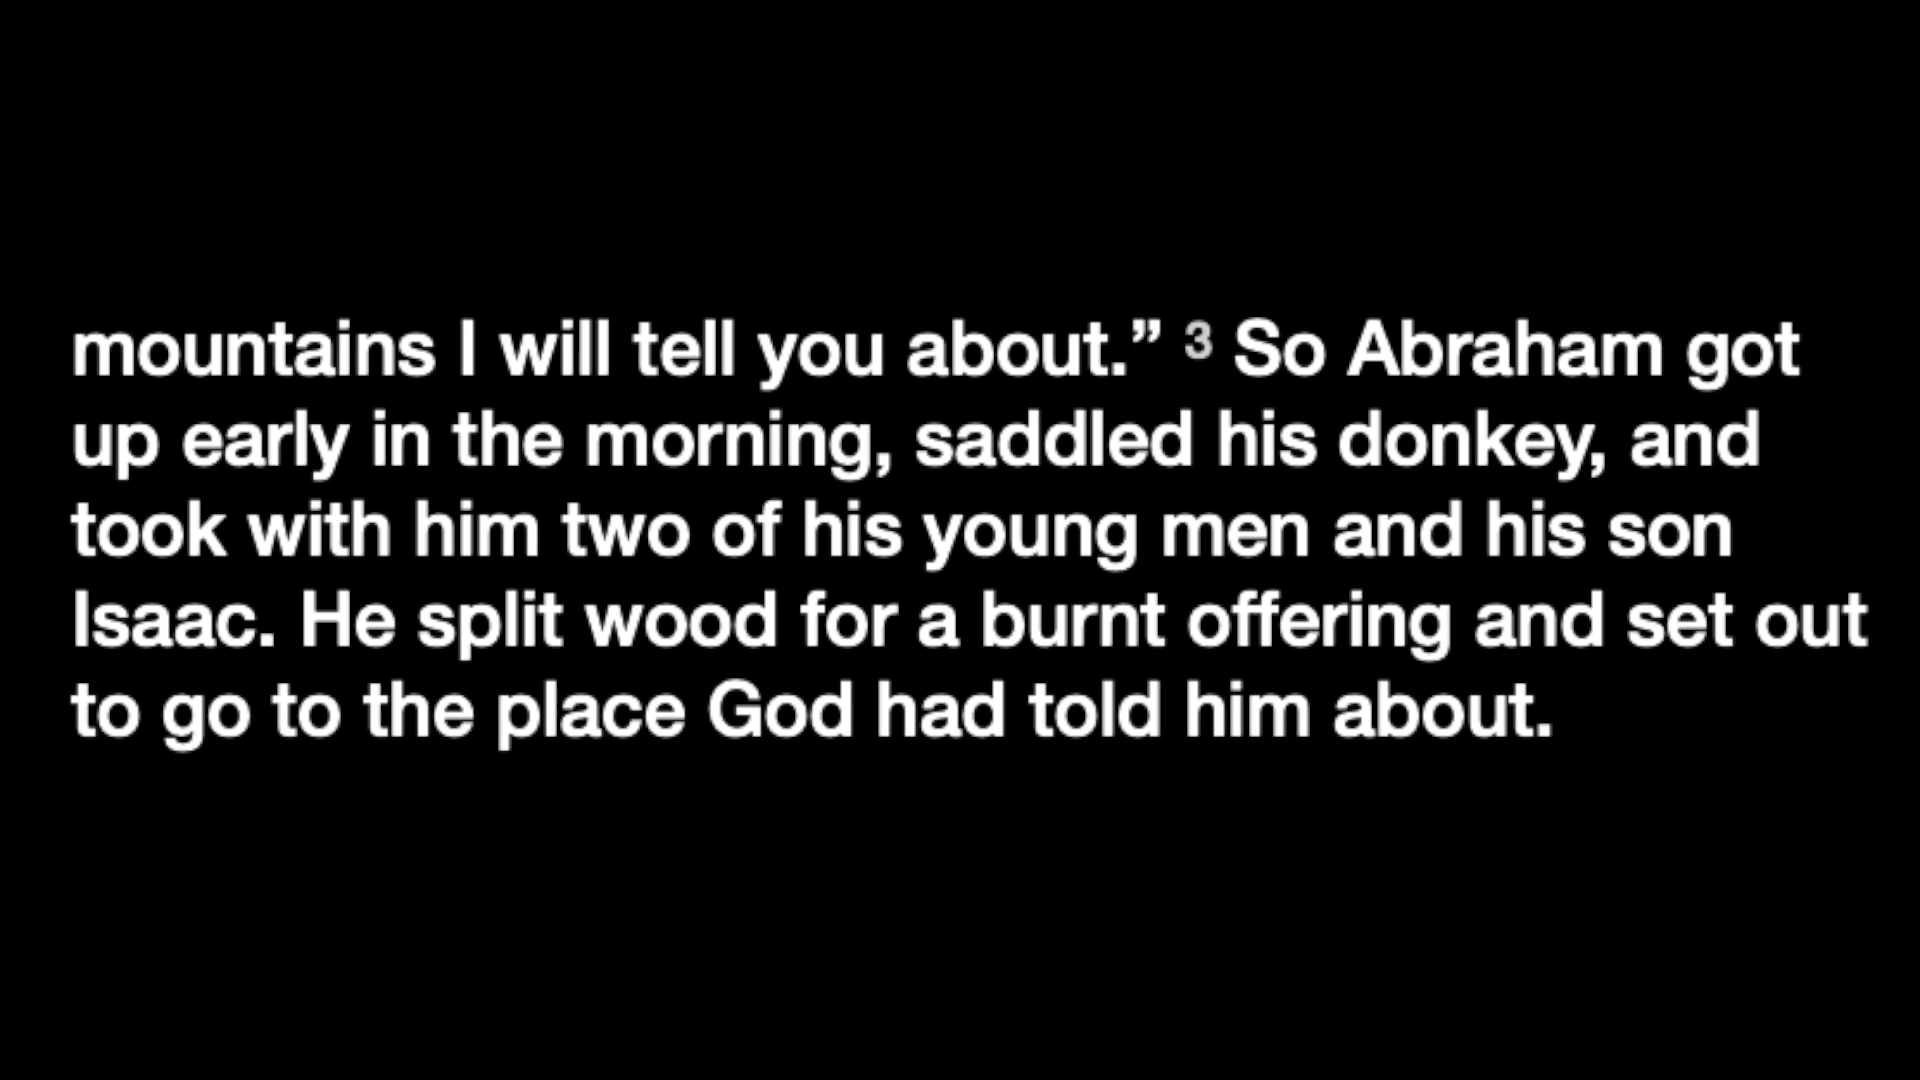 mountains I will tell you about.” ³ So Abraham got
up early in the morning, saddled his donkey, and
took with him two of his young men and his son
Isaac. He split wood for a burnt offering and set out
to go to the place God had told him about.